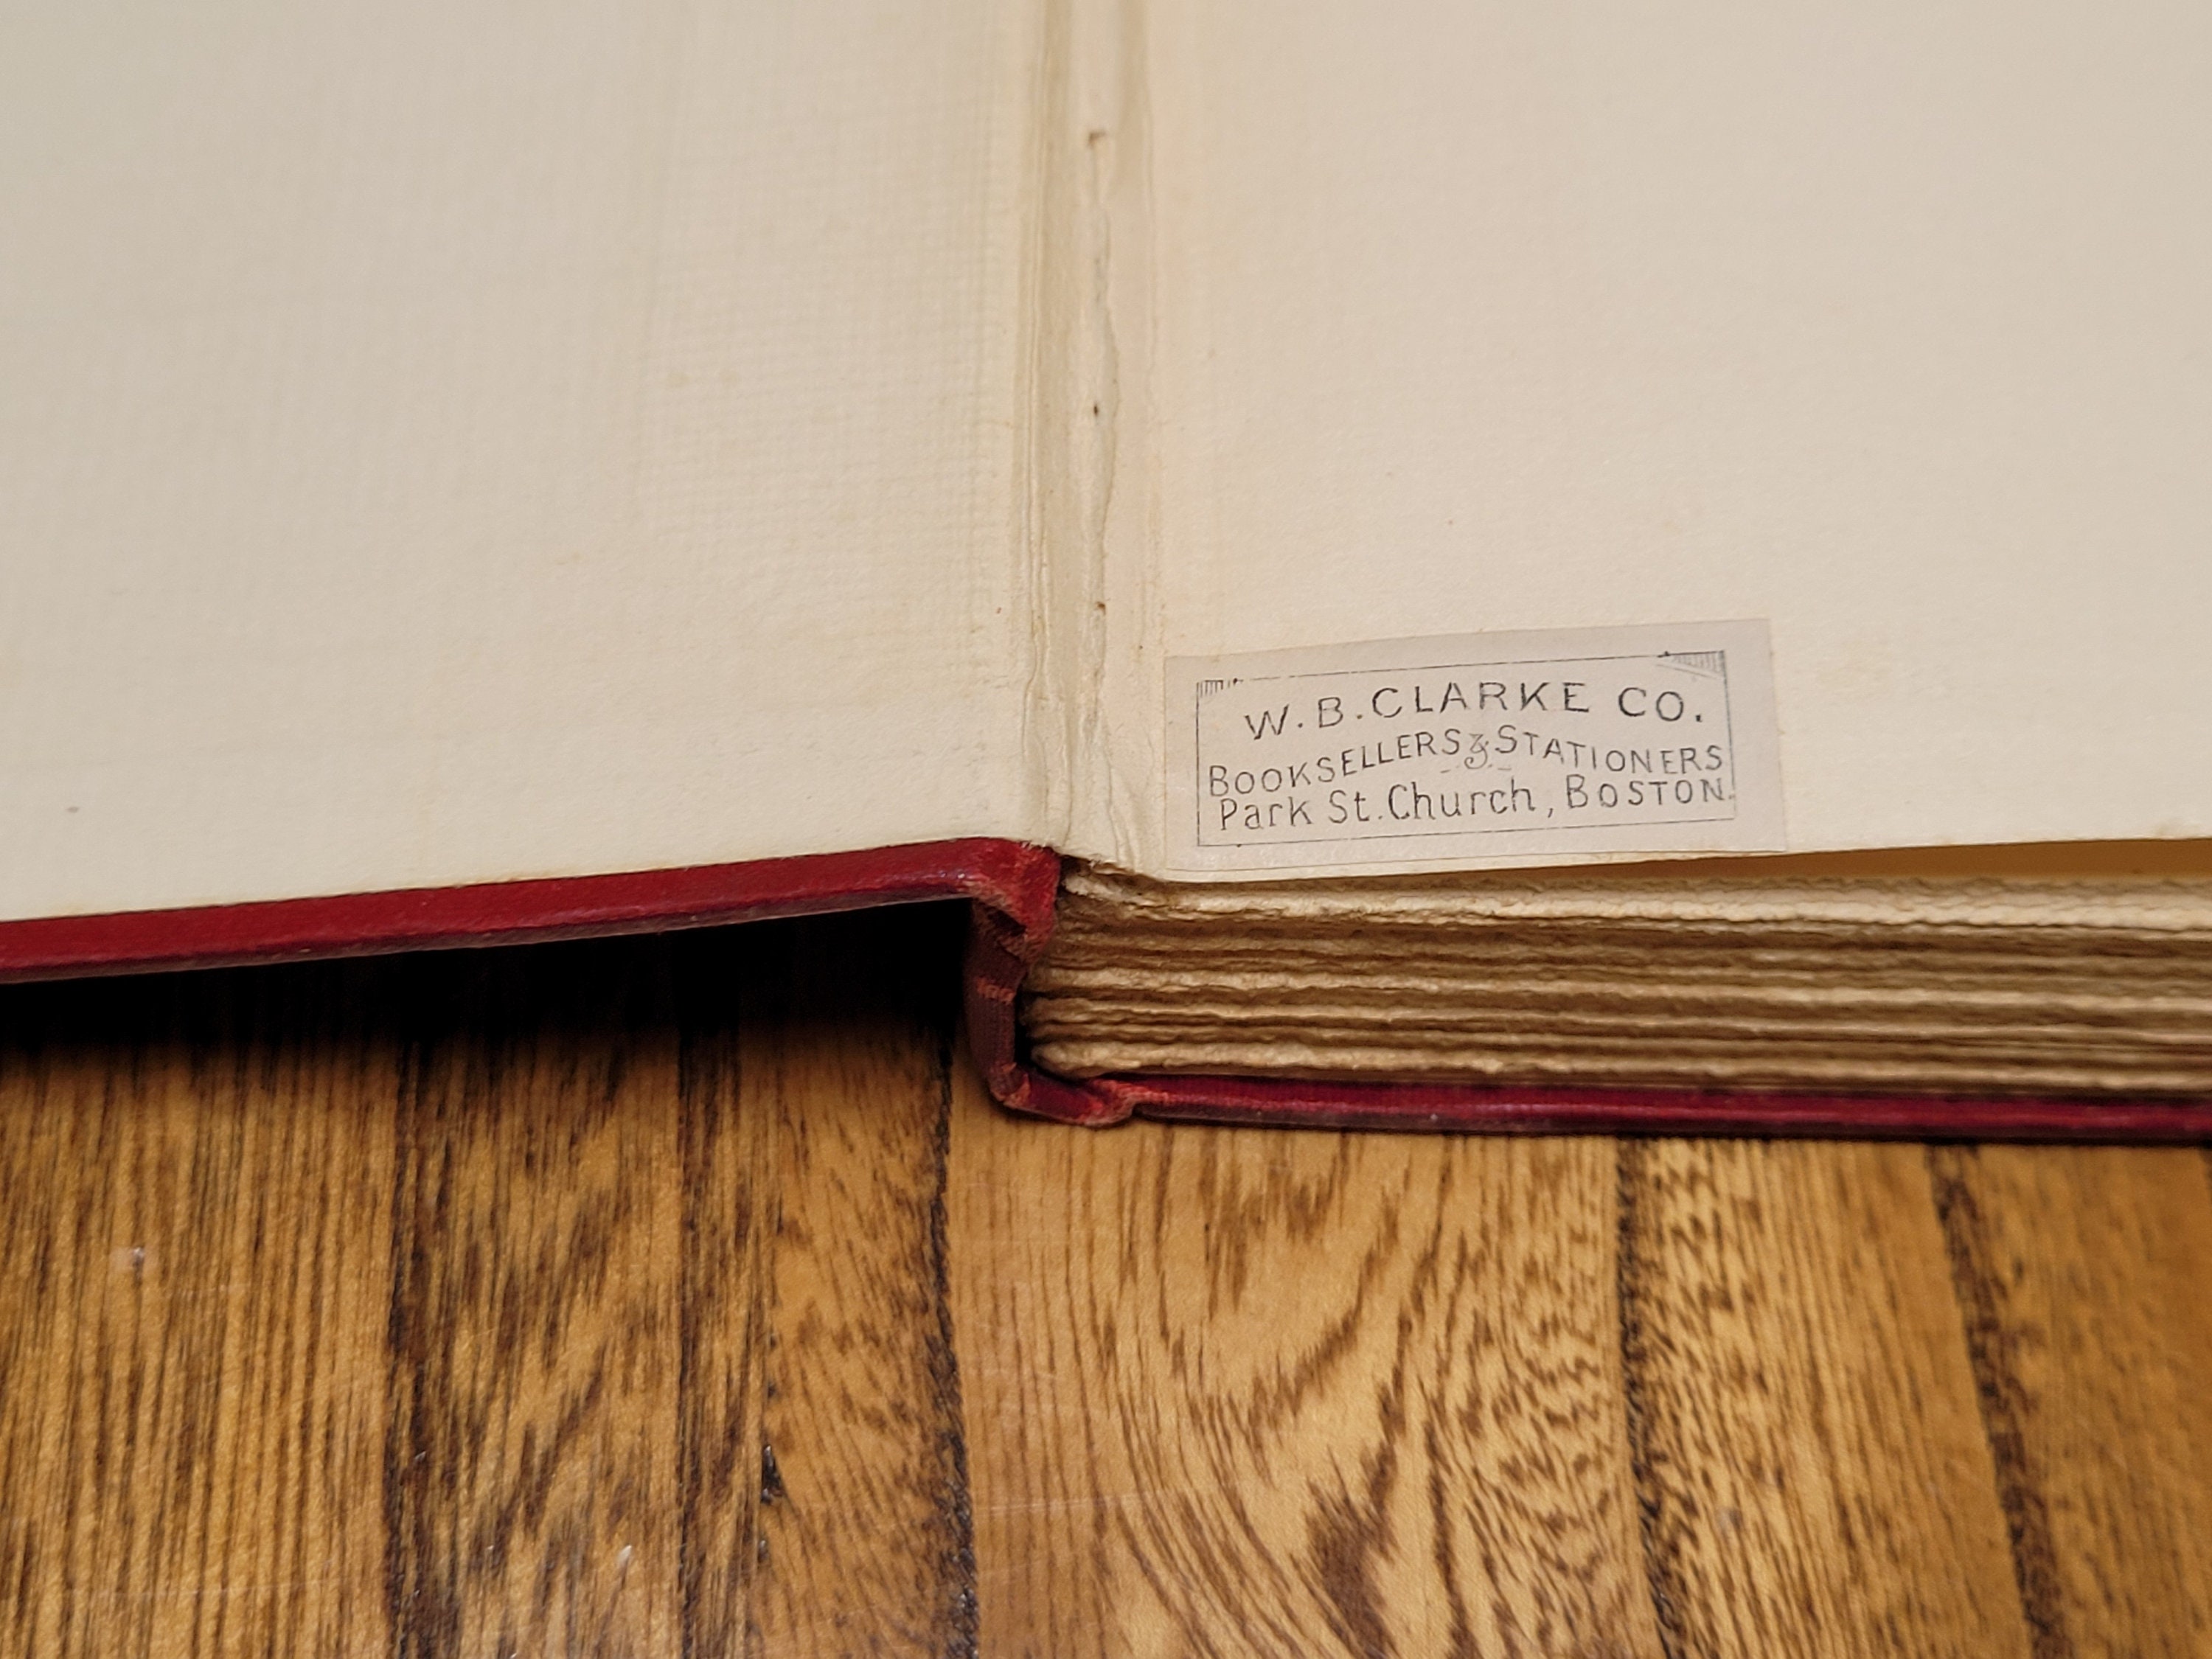 W. B. CLARKE CO.
BOOKSELLERS & STATIONERS
Park St. Church, BOSTON.